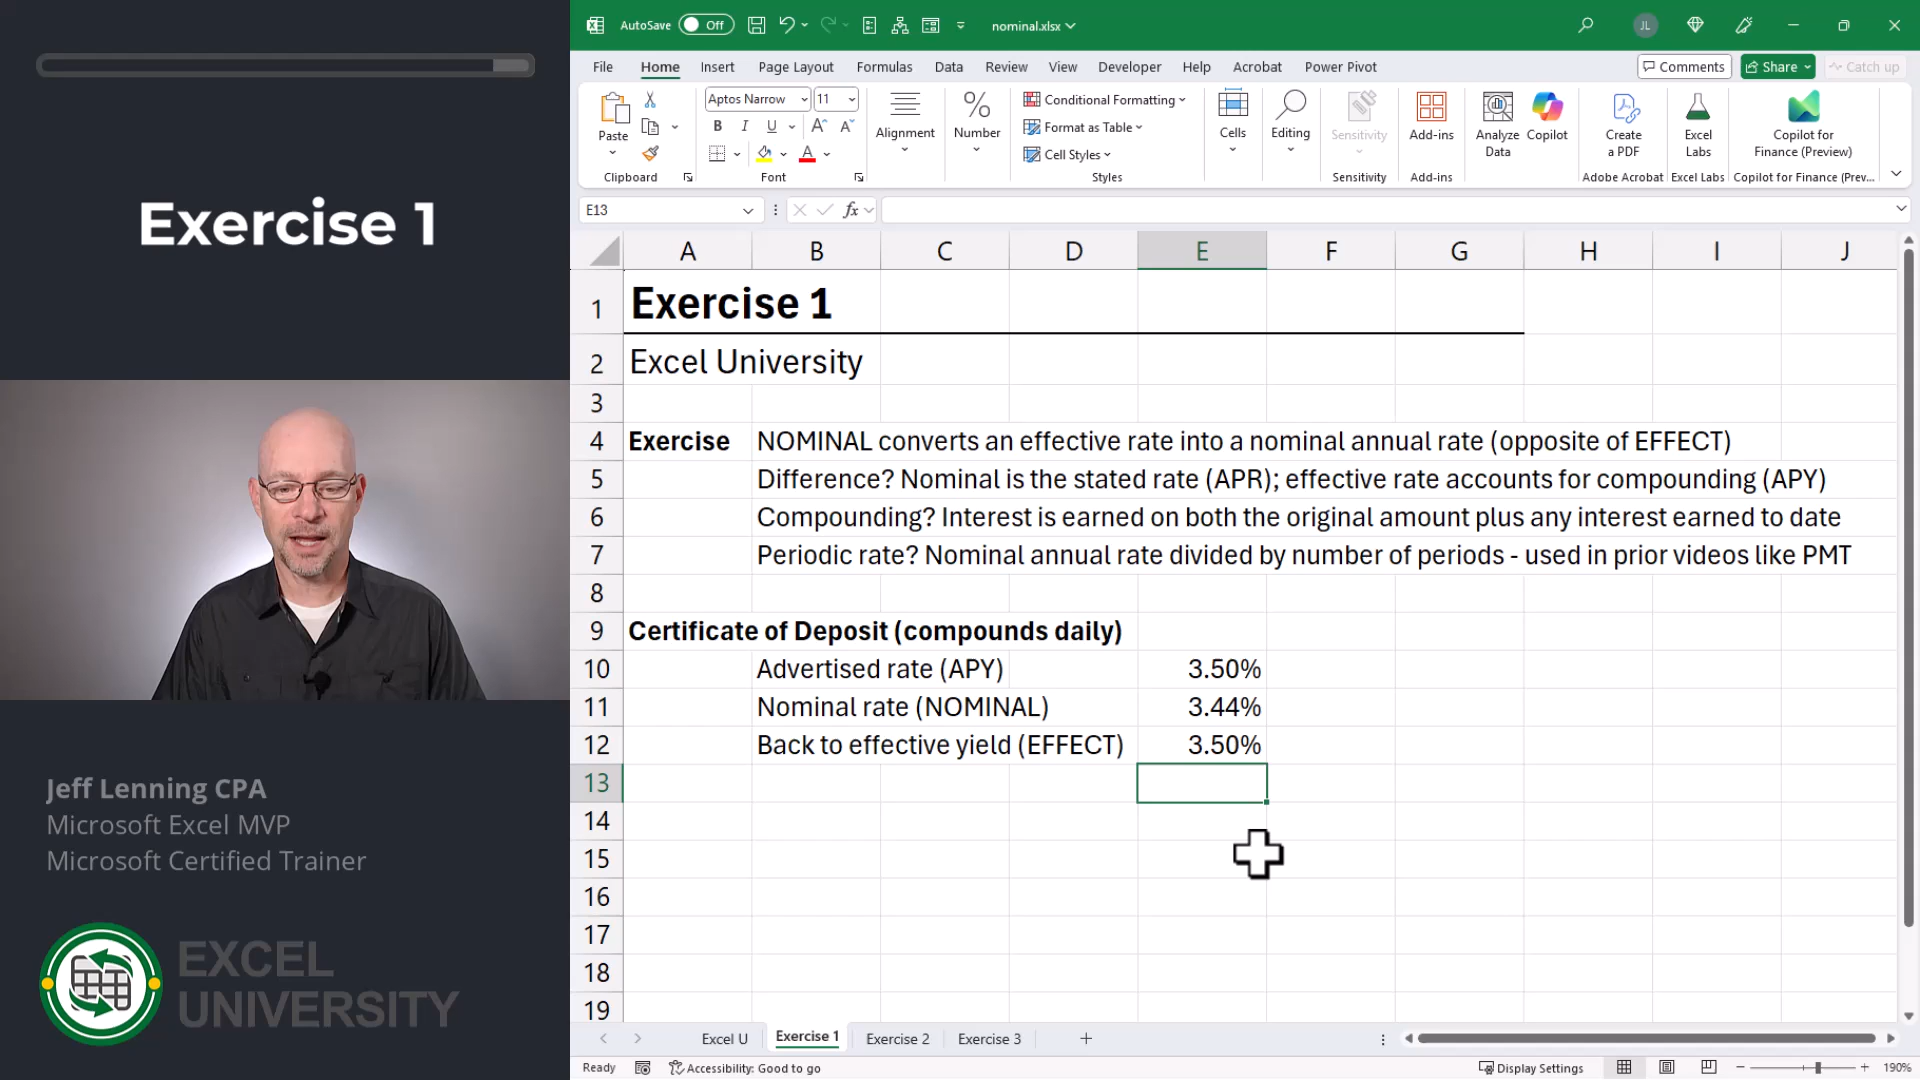 Exercise 1
Jeff Lenning CPA
Microsoft Excel MVP
Microsoft Certified Trainer
EXCEL
UNIVERSITY
AutoSave Off nominal.xlsx JL
File Home Insert Page Layout Formulas Data Review View Developer Help Acrobat Power Pivot Comments Share Catch up
Paste
Clipboard
Aptos Narrow 11
B I U A A
A
Font
Alignment
Number
Conditional Formatting
Format as Table
Cell Styles
Styles
Cells
Editing
Sensitivity
Sensitivity
Add-ins
Add-ins
Analyze
Data
Copilot
Create
a PDF
Adobe Acrobat
Excel
Labs
Excel Labs
Copilot for
Finance (Preview)
Copilot for Finance (Prev...
E13 fx
A B C D E F G H I J
1 Exercise 1
2 Excel University
3
4 Exercise NOMINAL converts an effective rate into a nominal annual rate (opposite of EFFECT)
5 Difference? Nominal is the stated rate (APR); effective rate accounts for compounding (APY)
6 Compounding? Interest is earned on both the original amount plus any interest earned to date
7 Periodic rate? Nominal annual rate divided by number of periods - used in prior videos like PMT
8
9 Certificate of Deposit (compounds daily)
10 Advertised rate (APY) 3.50%
11 Nominal rate (NOMINAL) 3.44%
12 Back to effective yield (EFFECT) 3.50%
13
14
15
16
17
18
19
Excel U Exercise 1 Exercise 2 Exercise 3
Ready Accessibility: Good to go Display Settings 190%